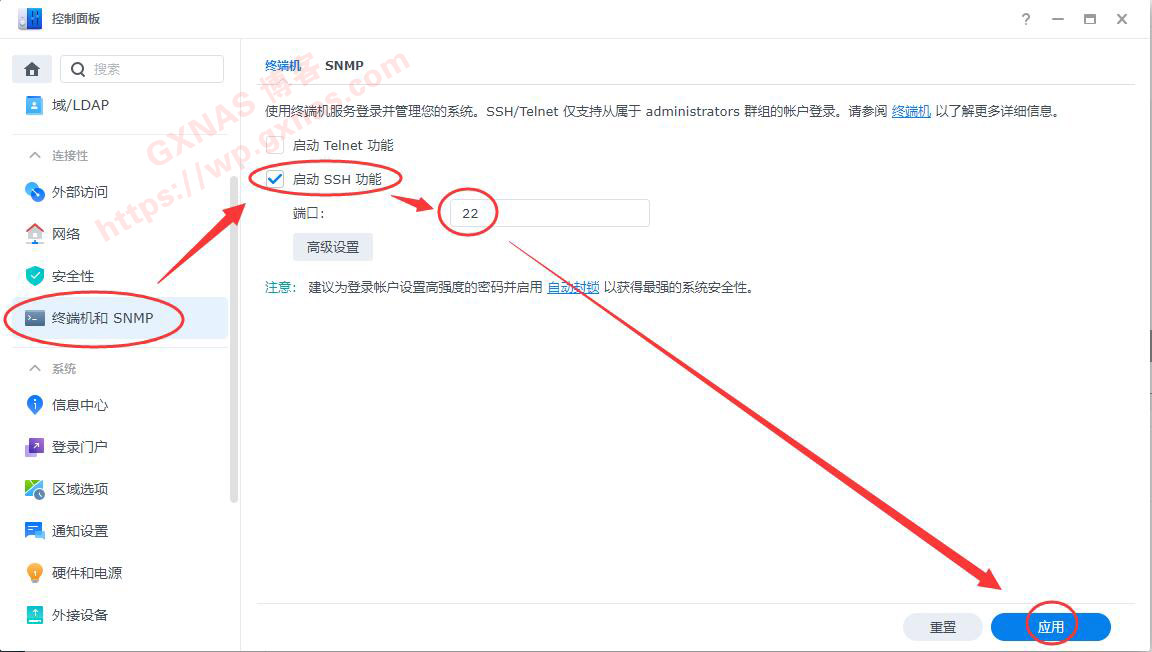 控制面板
搜索
终端机 SNMP
域/LDAP
使用终端机服务登录并管理您的系统。SSH/Telnet 仅支持从属于 administrators 群组的帐户登录。请参阅 终端机 以了解更多详细信息。
启动 Telnet 功能
连接性
启动 SSH 功能
外部访问
端口:
22
网络
高级设置
安全性
注意: 建议为登录帐户设置高强度的密码并启用 自动封锁 以获得最强的系统安全性。
终端机和 SNMP
系统
信息中心
登录门户
区域选项
通知设置
硬件和电源
外接设备
重置
应用
GXNAS 博客
https://wp.gxnas.com